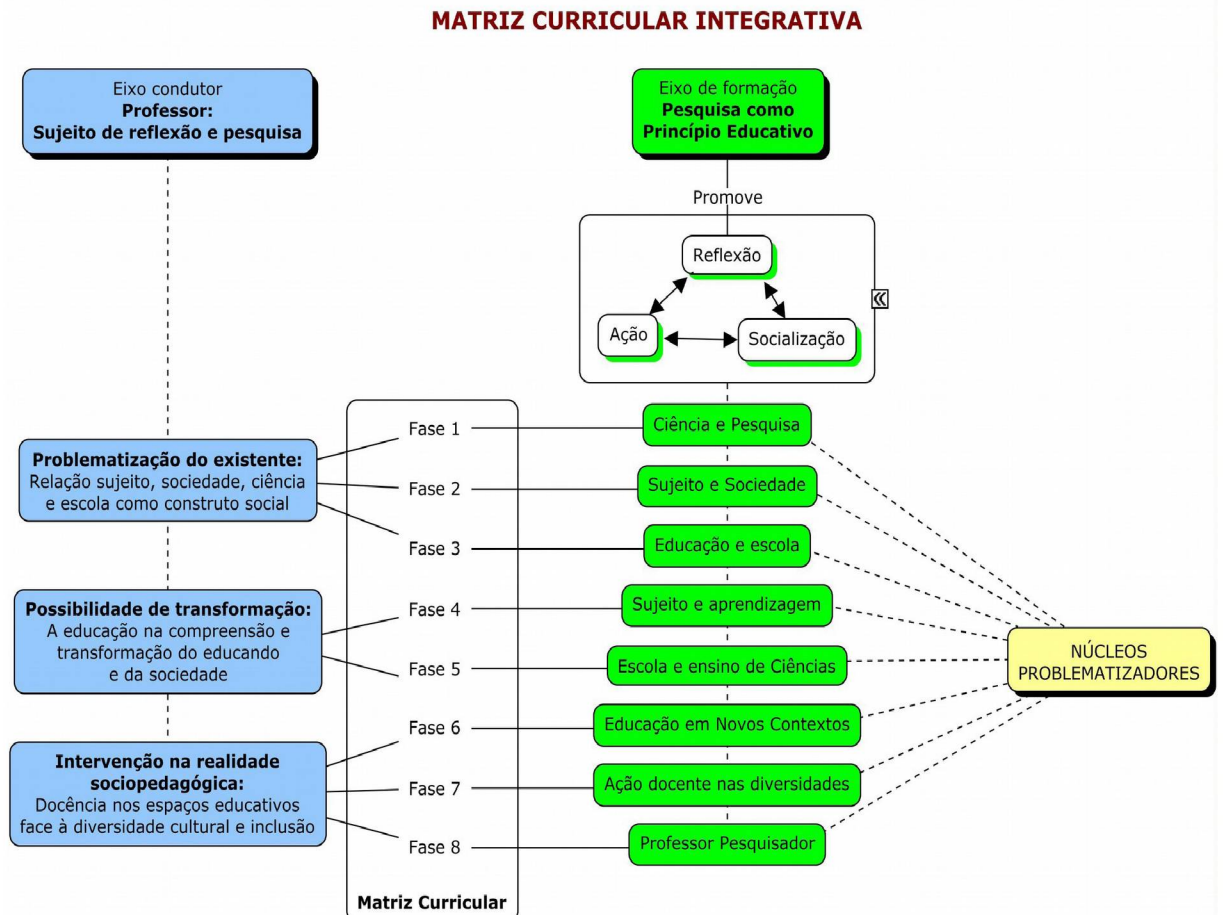 MATRIZ CURRICULAR INTEGRATIVA
Eixo condutor
Professor:
Sujeito de reflexão e pesquisa
Eixo de formação
Pesquisa como
Princípio Educativo
Promove
Reflexão
Ação
Socialização
Problematização do existente:
Relação sujeito, sociedade, ciência
e escola como construto social
Possibilidade de transformação:
A educação na compreensão e
transformação do educando
e da sociedade
Intervenção na realidade
sociopedagógica:
Docência nos espaços educativos
face à diversidade cultural e inclusão
Fase 1
Fase 2
Fase 3
Fase 4
Fase 5
Fase 6
Fase 7
Fase 8
Matriz Curricular
Ciência e Pesquisa
Sujeito e Sociedade
Educação e escola
Sujeito e aprendizagem
Escola e ensino de Ciências
Educação em Novos Contextos
Ação docente nas diversidades
Professor Pesquisador
NÚCLEOS
PROBLEMATIZADORES